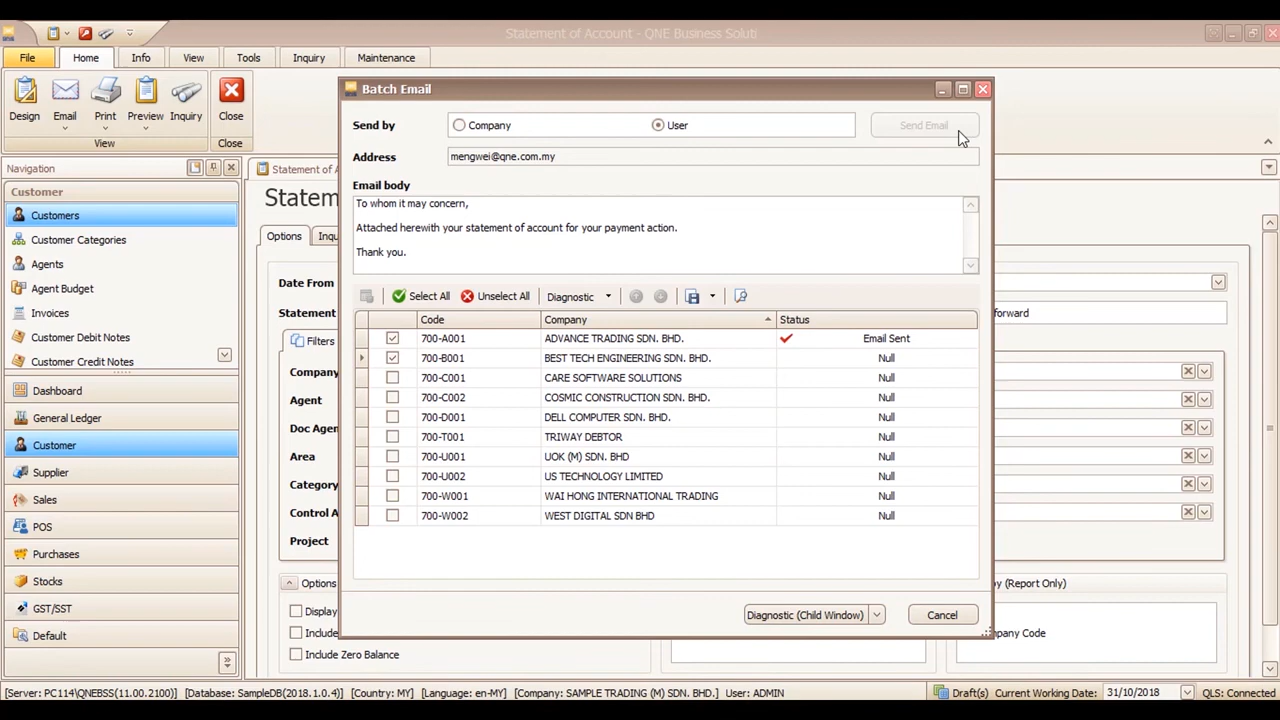 Statement of Account - QNE Business Soluti
File
Home
Info
View
Tools
Inquiry
Maintenance
Design
Email
Print
Preview
Inquiry
Close
View
Close
Navigation
Customer
Customers
Customer Categories
Agents
Agent Budget
Invoices
Customer Debit Notes
Customer Credit Notes
Dashboard
General Ledger
Customer
Supplier
Sales
POS
Purchases
Stocks
GST/SST
Default
Statement of A
Statem
Options
Inqu
Date From
Statement
forward
Filters
Company
Agent
Doc Agen
Area
Category
Control A
Project
Options
Display
Include
Include Zero Balance
y (Report Only)
mpany Code
Batch Email
Send by
Company
User
Send Email
Address
mengwei@qne.com.my
Email body
To whom it may concern,
Attached herewith your statement of account for your payment action.
Thank you.
Select All
Unselect All
Diagnostic
Code Company Status
700-A001 ADVANCE TRADING SDN. BHD. Email Sent
700-B001 BEST TECH ENGINEERING SDN. BHD. Null
700-C001 CARE SOFTWARE SOLUTIONS Null
700-C002 COSMIC CONSTRUCTION SDN. BHD. Null
700-D001 DELL COMPUTER SDN. BHD. Null
700-T001 TRIWAY DEBTOR Null
700-U001 UOK (M) SDN. BHD Null
700-U002 US TECHNOLOGY LIMITED Null
700-W001 WAI HONG INTERNATIONAL TRADING Null
700-W002 WEST DIGITAL SDN BHD Null
Diagnostic (Child Window)
Cancel
[Server: PC114\QNEBSS(11.00.2100)] [Database: SampleDB(2018.1.0.4)] [Country: MY] [Language: en-MY] [Company: SAMPLE TRADING (M) SDN. BHD.] User: ADMIN
Draft(s)
Current Working Date:
31/10/2018
QLS: Connected